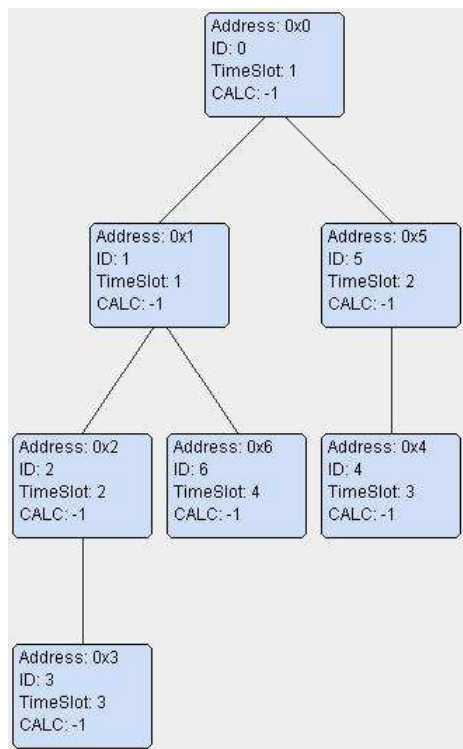 Address: 0x0
ID: 0
TimeSlot: 1
CALC: -1
Address: 0x1
ID: 1
TimeSlot: 1
CALC: -1
Address: 0x5
ID: 5
TimeSlot: 2
CALC: -1
Address: 0x2
ID: 2
TimeSlot: 2
CALC: -1
Address: 0x6
ID: 6
TimeSlot: 4
CALC: -1
Address: 0x4
ID: 4
TimeSlot: 3
CALC: -1
Address: 0x3
ID: 3
TimeSlot: 3
CALC: -1